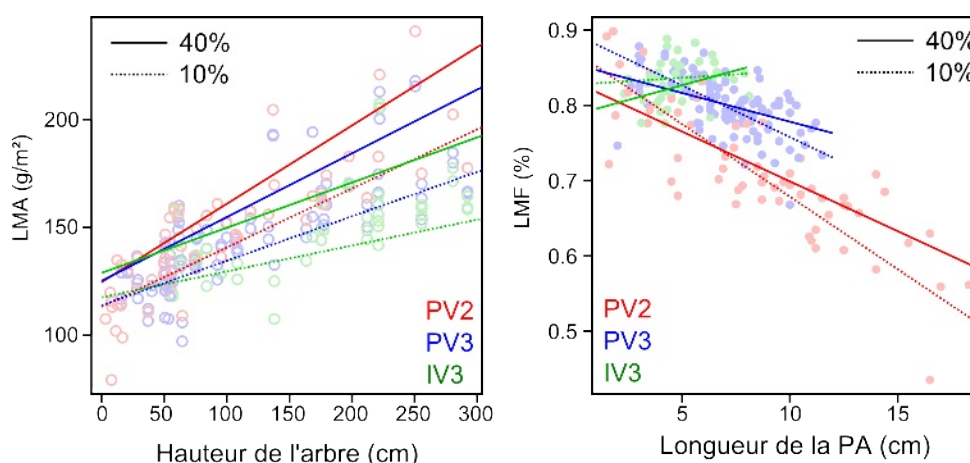 40%
10%
200
150
100
LMA (g/m²)
PV2
PV3
IV3
0 50 100 150 200 250 300
Hauteur de l'arbre (cm)
40%
10%
0.9
0.8
0.7
0.6
0.5
LMF (%)
PV2
PV3
IV3
5 10 15
Longueur de la PA (cm)